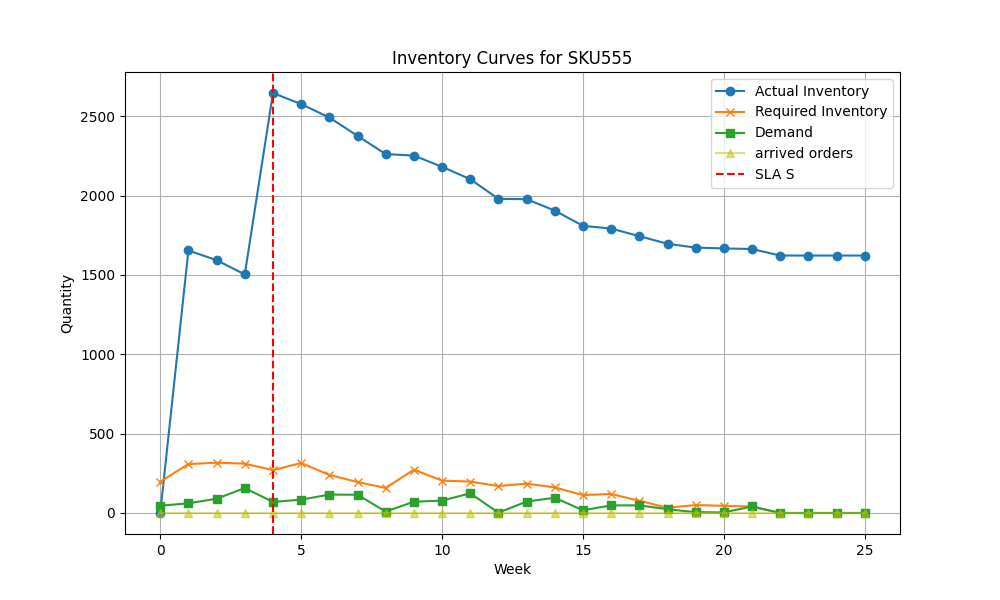 Inventory Curves for SKU555
Actual Inventory
Required Inventory
Demand
arrived orders
SLA S
Quantity
2500
2000
1500
1000
500
0
0 5 10 15 20 25
Week